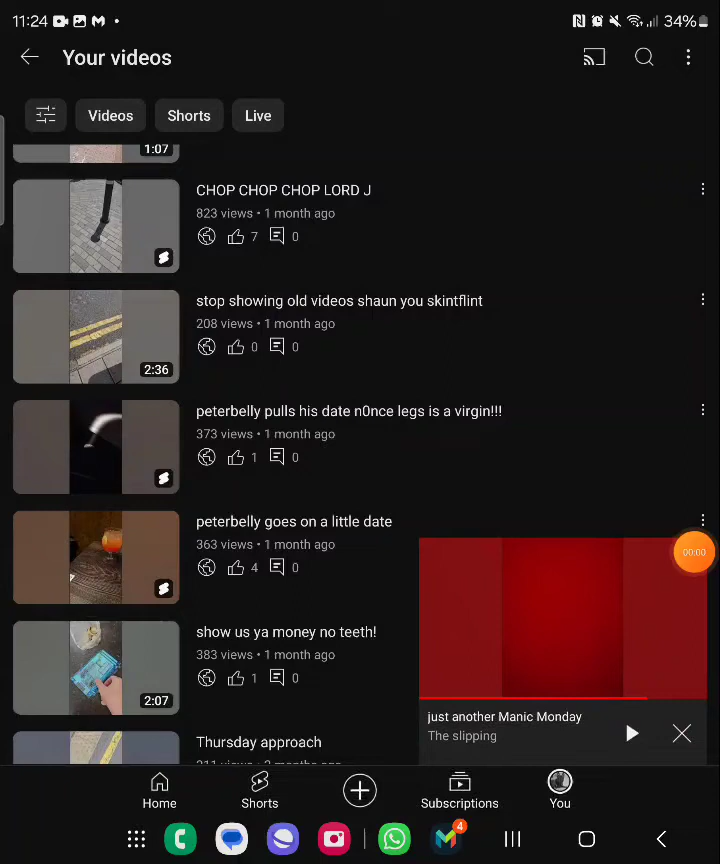 11:24
34%
Your videos
Videos
Shorts
Live
1:07
CHOP CHOP CHOP LORD J
823 views • 1 month ago
7
0
stop showing old videos shaun you skintflint
208 views • 1 month ago
0
0
2:36
peterbelly pulls his date n0nce legs is a virgin!!!
373 views • 1 month ago
1
0
peterbelly goes on a little date
363 views • 1 month ago
4
0
00:00
show us ya money no teeth!
383 views • 1 month ago
1
0
2:07
just another Manic Monday
The slipping
Thursday approach
Home
Shorts
Subscriptions
You
4